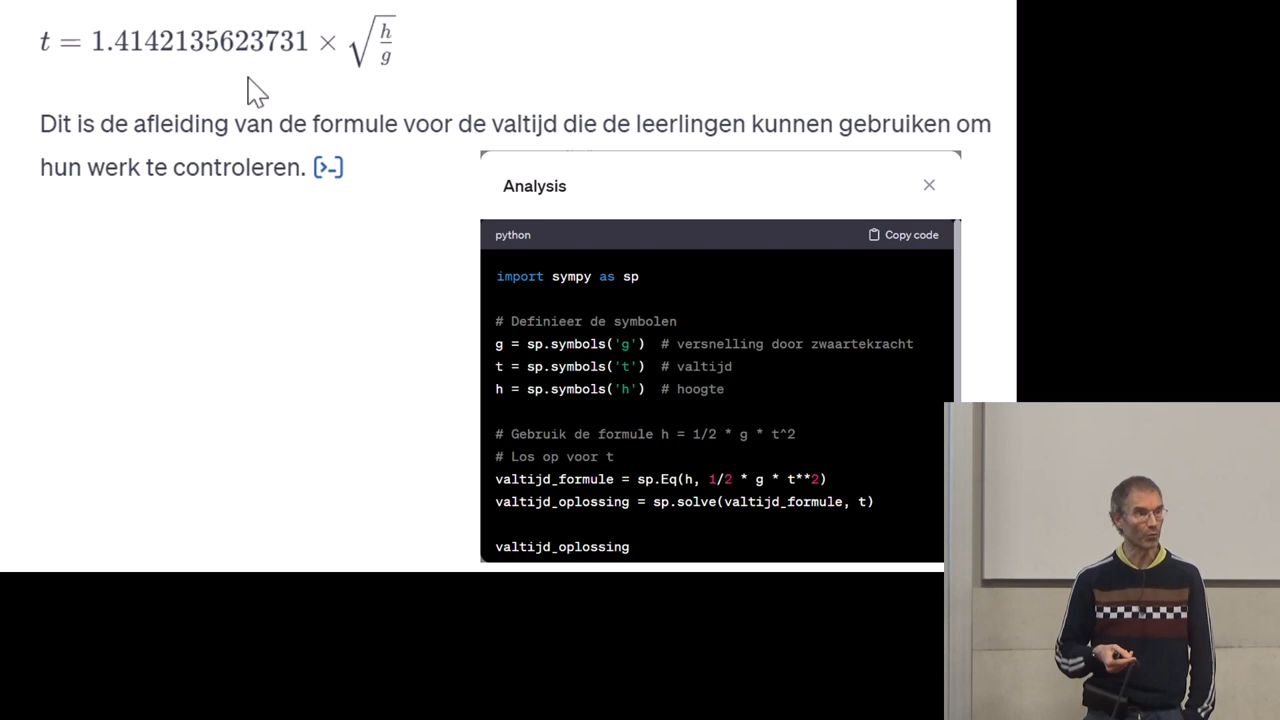 t = 1.4142135623731 × √(h/g)
Dit is de afleiding van de formule voor de valtijd die de leerlingen kunnen gebruiken om
hun werk te controleren. [>-]
Analysis
python Copy code
import sympy as sp
# Definieer de symbolen
g = sp.symbols('g') # versnelling door zwaartekracht
t = sp.symbols('t') # valtijd
h = sp.symbols('h') # hoogte
# Gebruik de formule h = 1/2 * g * t^2
# Los op voor t
valtijd_formule = sp.Eq(h, 1/2 * g * t**2)
valtijd_oplossing = sp.solve(valtijd_formule, t)
valtijd_oplossing